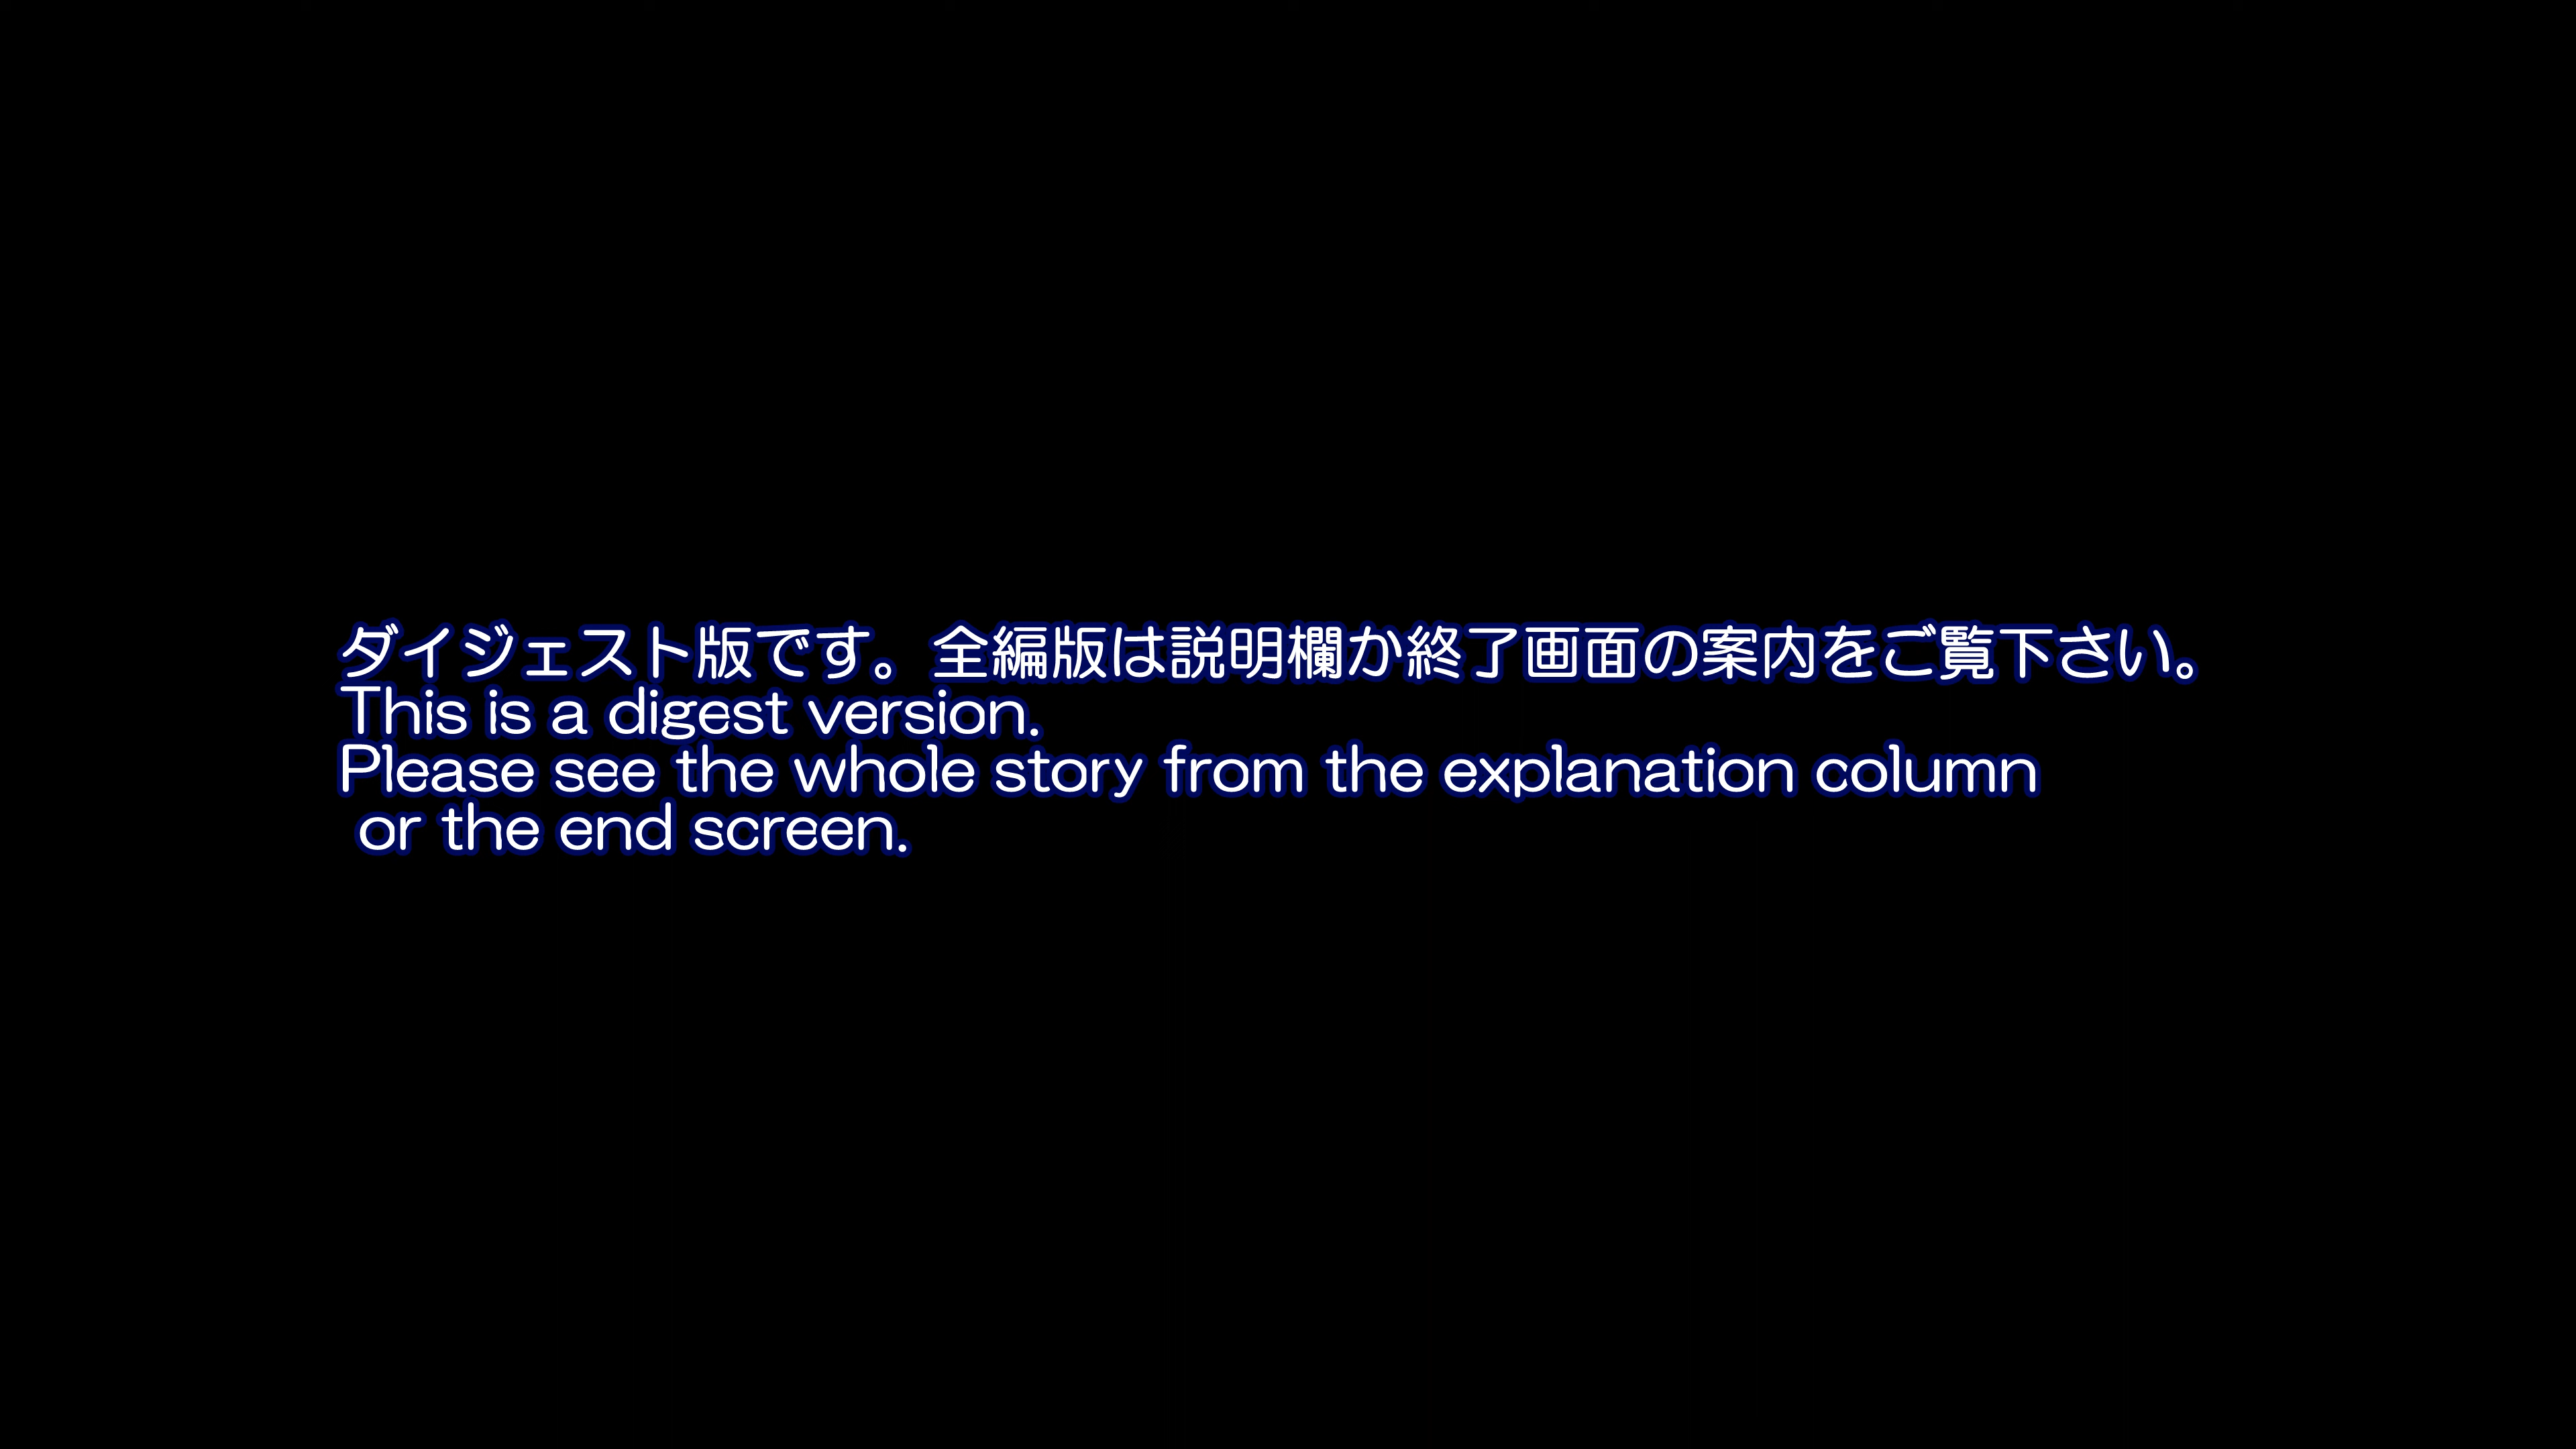 ダイジェスト版です。全編版は説明欄か終了画面の案内をご覧下さい。
This is a digest version.
Please see the whole story from the explanation column
or the end screen.